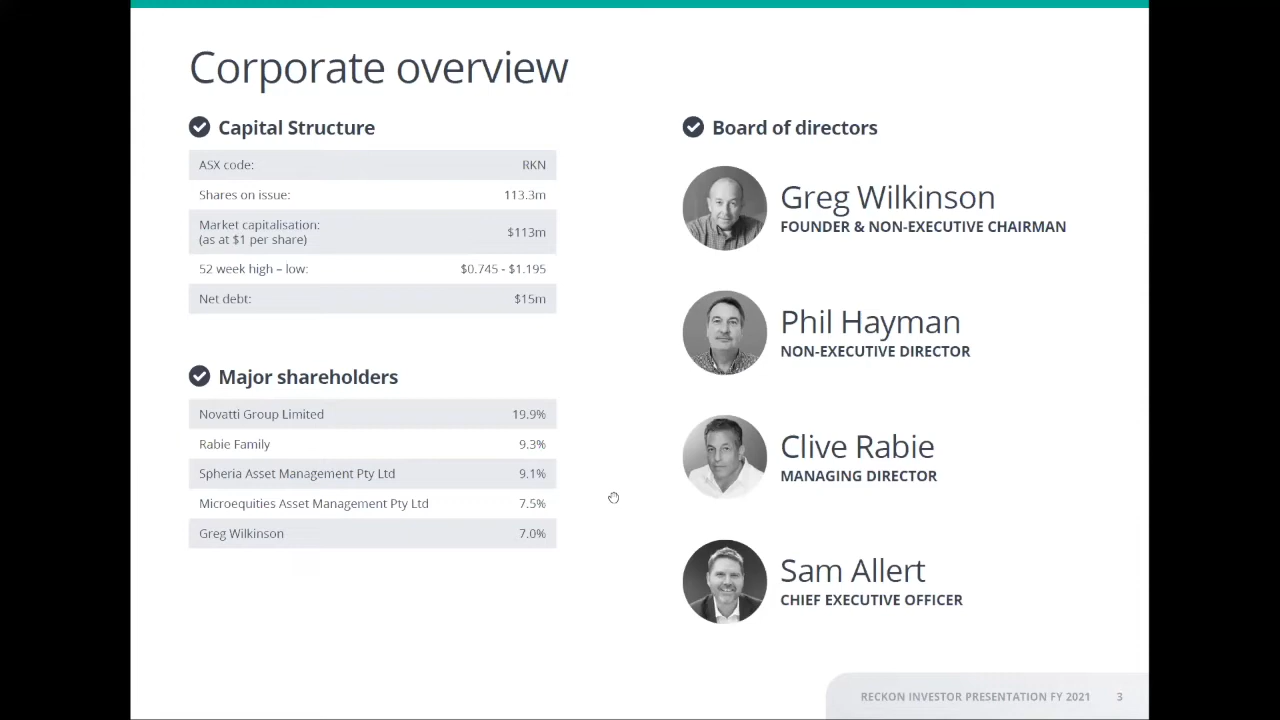 Corporate overview
Capital Structure
ASX code: RKN
Shares on issue: 113.3m
Market capitalisation:
(as at $1 per share) $113m
52 week high – low: $0.745 - $1.195
Net debt: $15m
Major shareholders
Novatti Group Limited 19.9%
Rabie Family 9.3%
Spheria Asset Management Pty Ltd 9.1%
Microequities Asset Management Pty Ltd 7.5%
Greg Wilkinson 7.0%
Board of directors
Greg Wilkinson
FOUNDER & NON-EXECUTIVE CHAIRMAN
Phil Hayman
NON-EXECUTIVE DIRECTOR
Clive Rabie
MANAGING DIRECTOR
Sam Allert
CHIEF EXECUTIVE OFFICER
RECKON INVESTOR PRESENTATION FY 2021 3